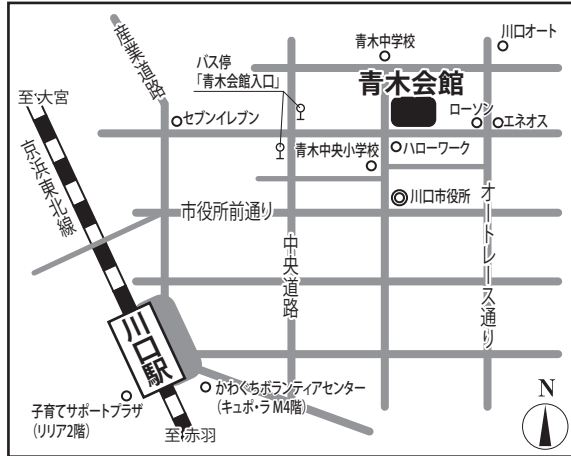 青木中学校
川口オート
産業道路
バス停
「青木会館入口」
青木会館
至大宮
セブンイレブン
ローソン
エネオス
青木中央小学校
ハローワーク
京浜東北線
市役所前通り
川口市役所
中央道路
オートレース通り
川口駅
子育てサポートプラザ
(リリア2階)
かわぐちボランティアセンター
(キュポ・ラM4階)
至赤羽
N